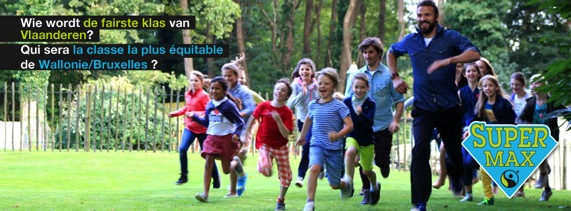 Wie wordt de fairste klas van
Vlaanderen?
Qui sera la classe la plus équitable
de Wallonie/Bruxelles ?
SUPER
MAX